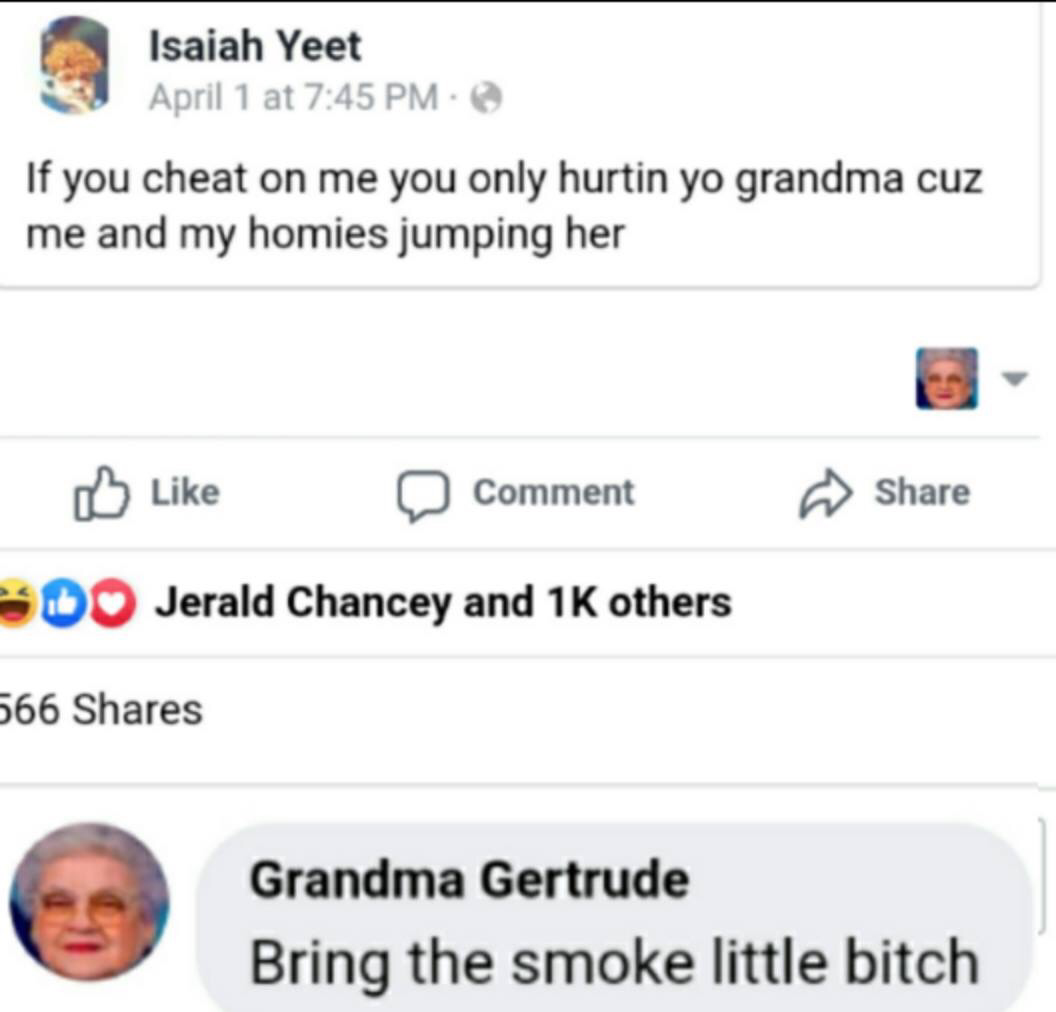 Isaiah Yeet
April 1 at 7:45 PM ·
If you cheat on me you only hurtin yo grandma cuz
me and my homies jumping her
Like Comment Share
Jerald Chancey and 1K others
566 Shares
Grandma Gertrude
Bring the smoke little bitch